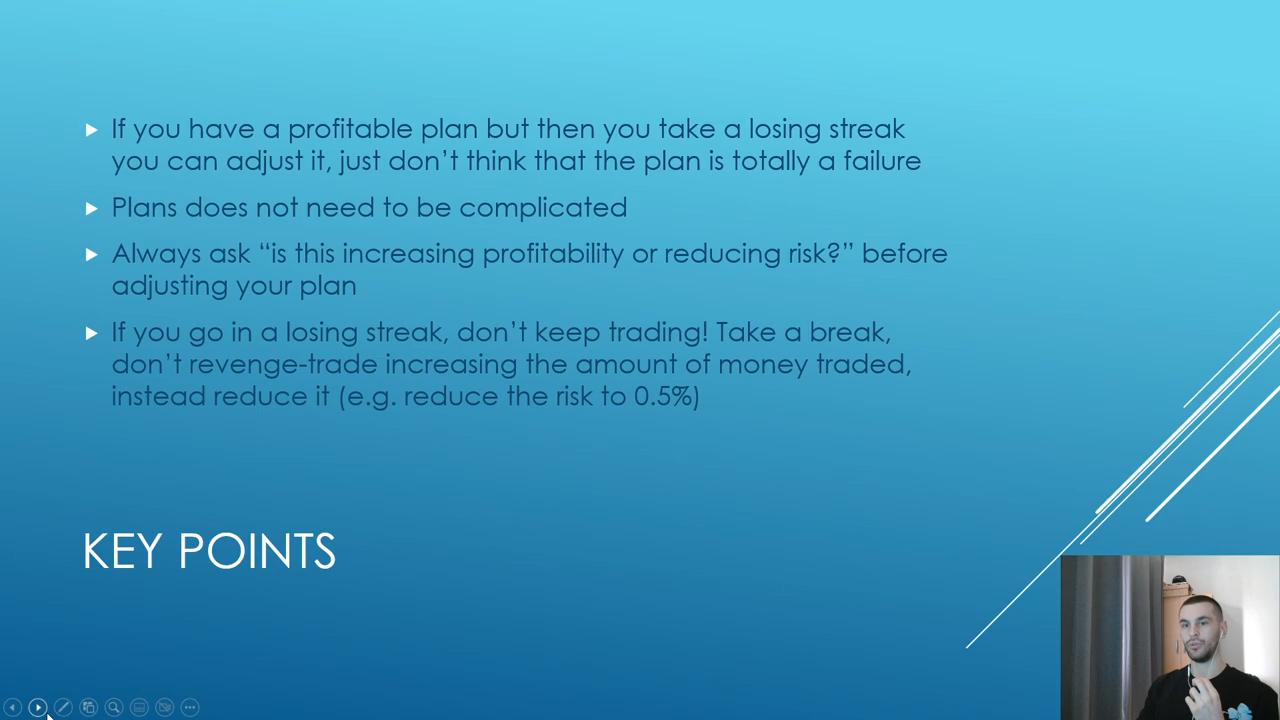 If you have a profitable plan but then you take a losing streak
you can adjust it, just don’t think that the plan is totally a failure
Plans does not need to be complicated
Always ask “is this increasing profitability or reducing risk?” before
adjusting your plan
If you go in a losing streak, don’t keep trading! Take a break,
don’t revenge-trade increasing the amount of money traded,
instead reduce it (e.g. reduce the risk to 0.5%)
KEY POINTS